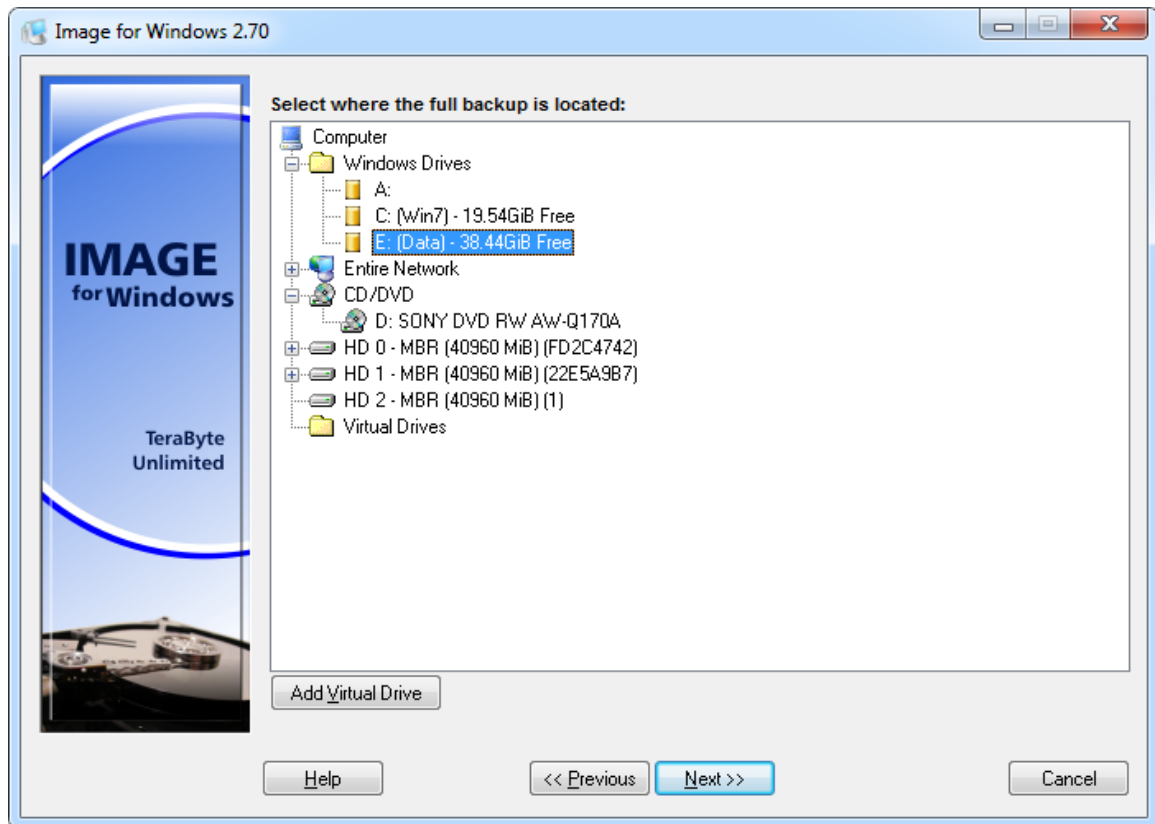 Image for Windows 2.70
IMAGE
for Windows
TeraByte
Unlimited
Select where the full backup is located:
Computer
Windows Drives
A:
C: (Win7) - 19.54GiB Free
E: (Data) - 38.44GiB Free
Entire Network
CD/DVD
D: SONY DVD RW AW-Q170A
HD 0 - MBR (40960 MiB) (FD2C4742)
HD 1 - MBR (40960 MiB) (22E5A9B7)
HD 2 - MBR (40960 MiB) (1)
Virtual Drives
Add Virtual Drive
Help
<< Previous
Next >>
Cancel